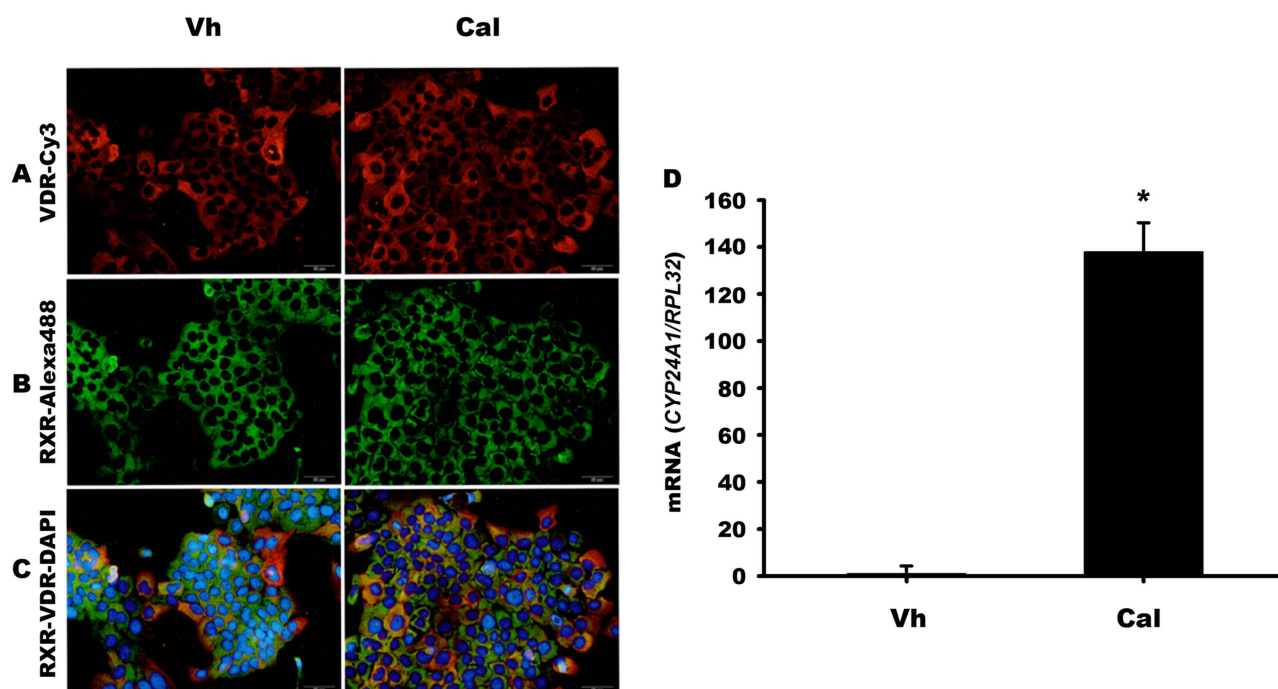 Vh Cal
A VDR-Cy3
B RXR-Alexa488
C RXR-VDR-DAPI
D
mRNA (CYP24A1/RPL32)
160
140
120
100
80
60
40
20
0
*
Vh Cal